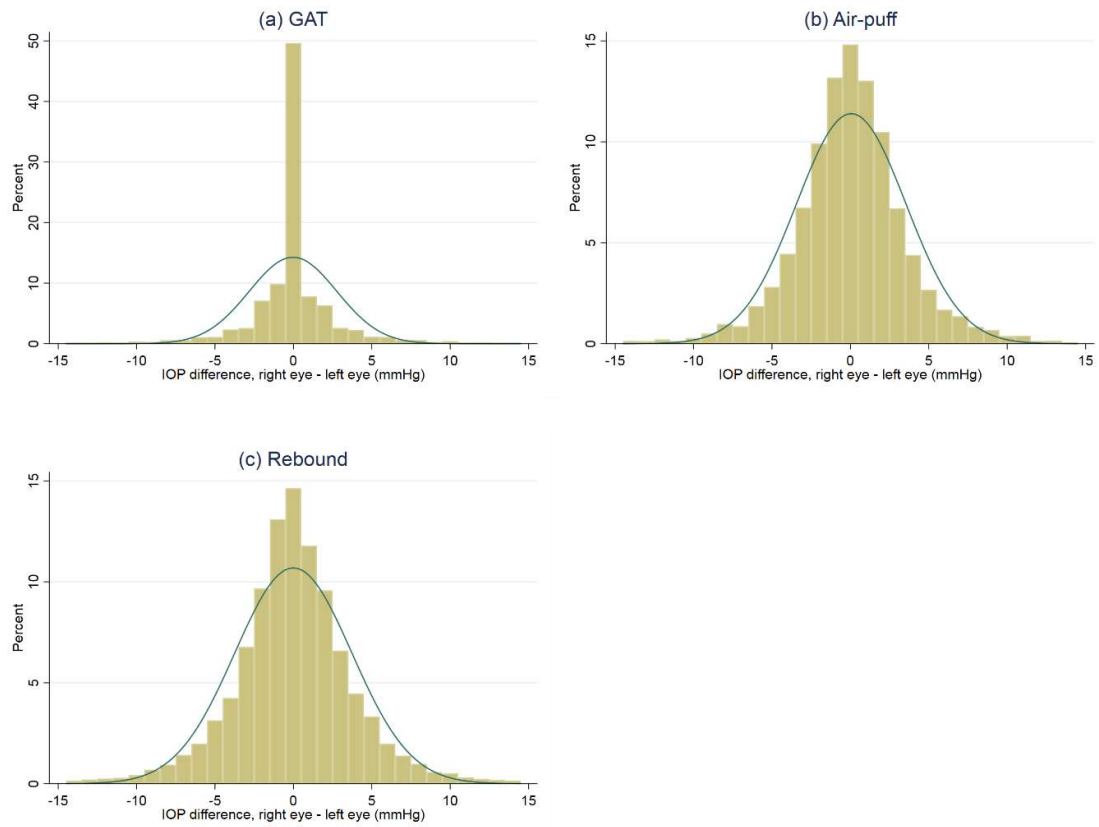 (a) GAT
50
40
30
20
10
0
Percent
-15 -10 -5 0 5 10 15
IOP difference, right eye - left eye (mmHg)
(b) Air-puff
15
10
5
0
Percent
-15 -10 -5 0 5 10 15
IOP difference, right eye - left eye (mmHg)
(c) Rebound
15
10
5
0
Percent
-15 -10 -5 0 5 10 15
IOP difference, right eye - left eye (mmHg)